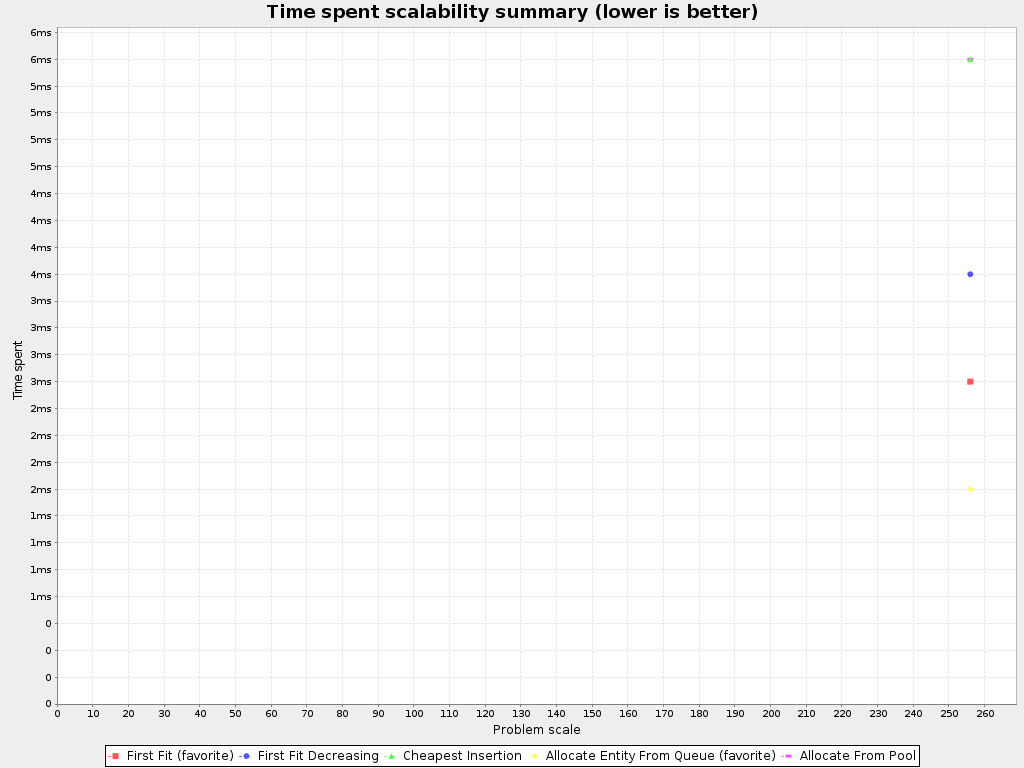 Time spent scalability summary (lower is better)
6ms
6ms
5ms
5ms
5ms
5ms
4ms
4ms
4ms
4ms
3ms
3ms
3ms
3ms
2ms
2ms
2ms
2ms
1ms
1ms
1ms
1ms
0
0
0
0
Time spent
0 10 20 30 40 50 60 70 80 90 100 110 120 130 140 150 160 170 180 190 200 210 220 230 240 250 260
Problem scale
First Fit (favorite) First Fit Decreasing Cheapest Insertion Allocate Entity From Queue (favorite) Allocate From Pool